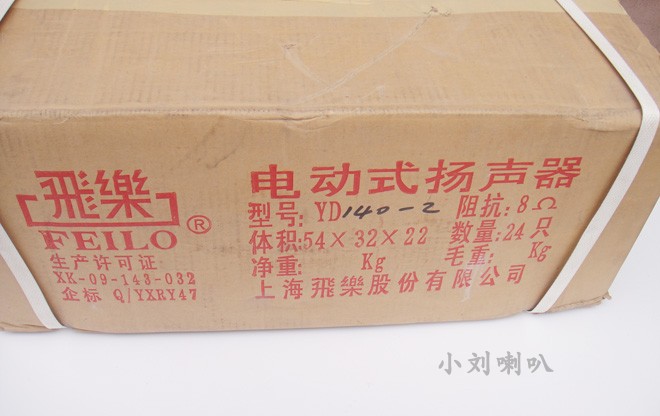 飛樂®
FEILO
生产许可证
XK-09-143-032
企标 Q/YXRY47
电动式扬声器
型号: YD140-2 阻抗: 8Ω
体积: 54×32×22 数量: 24只
净重: Kg 毛重: Kg
上海飛樂股份有限公司
小刘喇叭